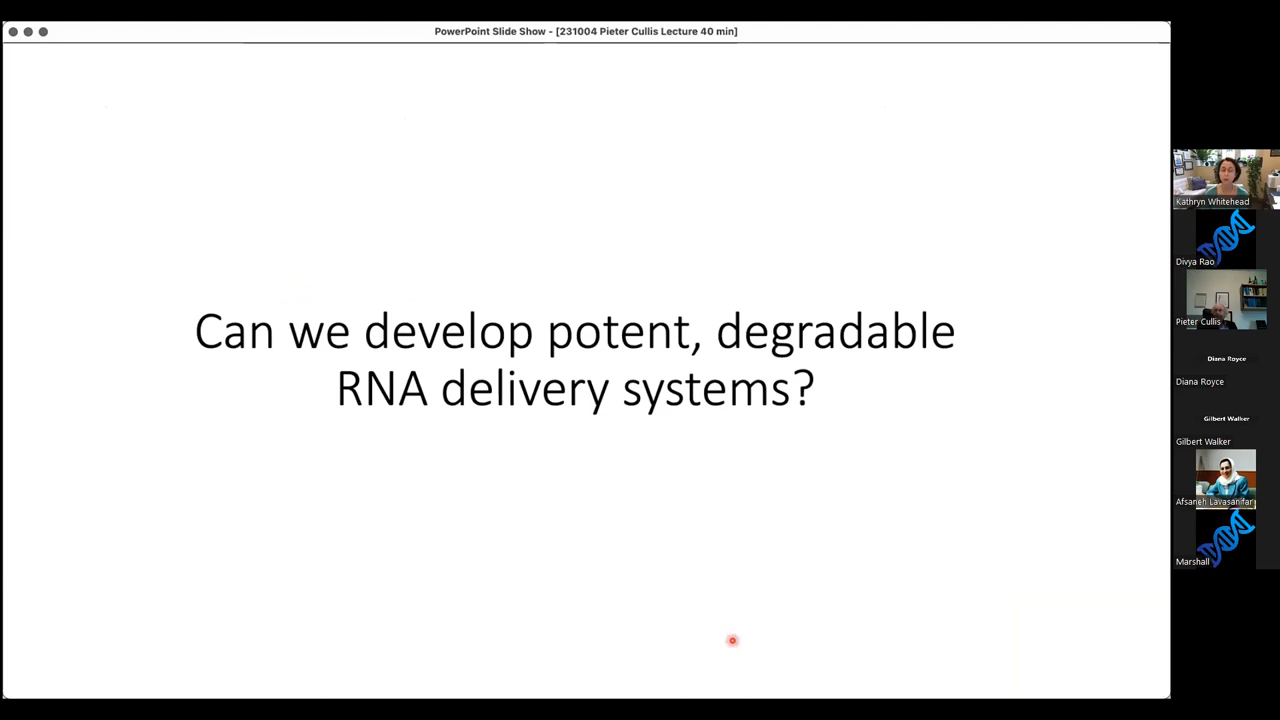 PowerPoint Slide Show - [231004 Pieter Cullis Lecture 40 min]
Can we develop potent, degradable
RNA delivery systems?
Kathryn Whitehead
Divya Rao
Pieter Cullis
Diana Royce
Diana Royce
Gilbert Walker
Gilbert Walker
Afsaneh Lavasanifar
Marshall